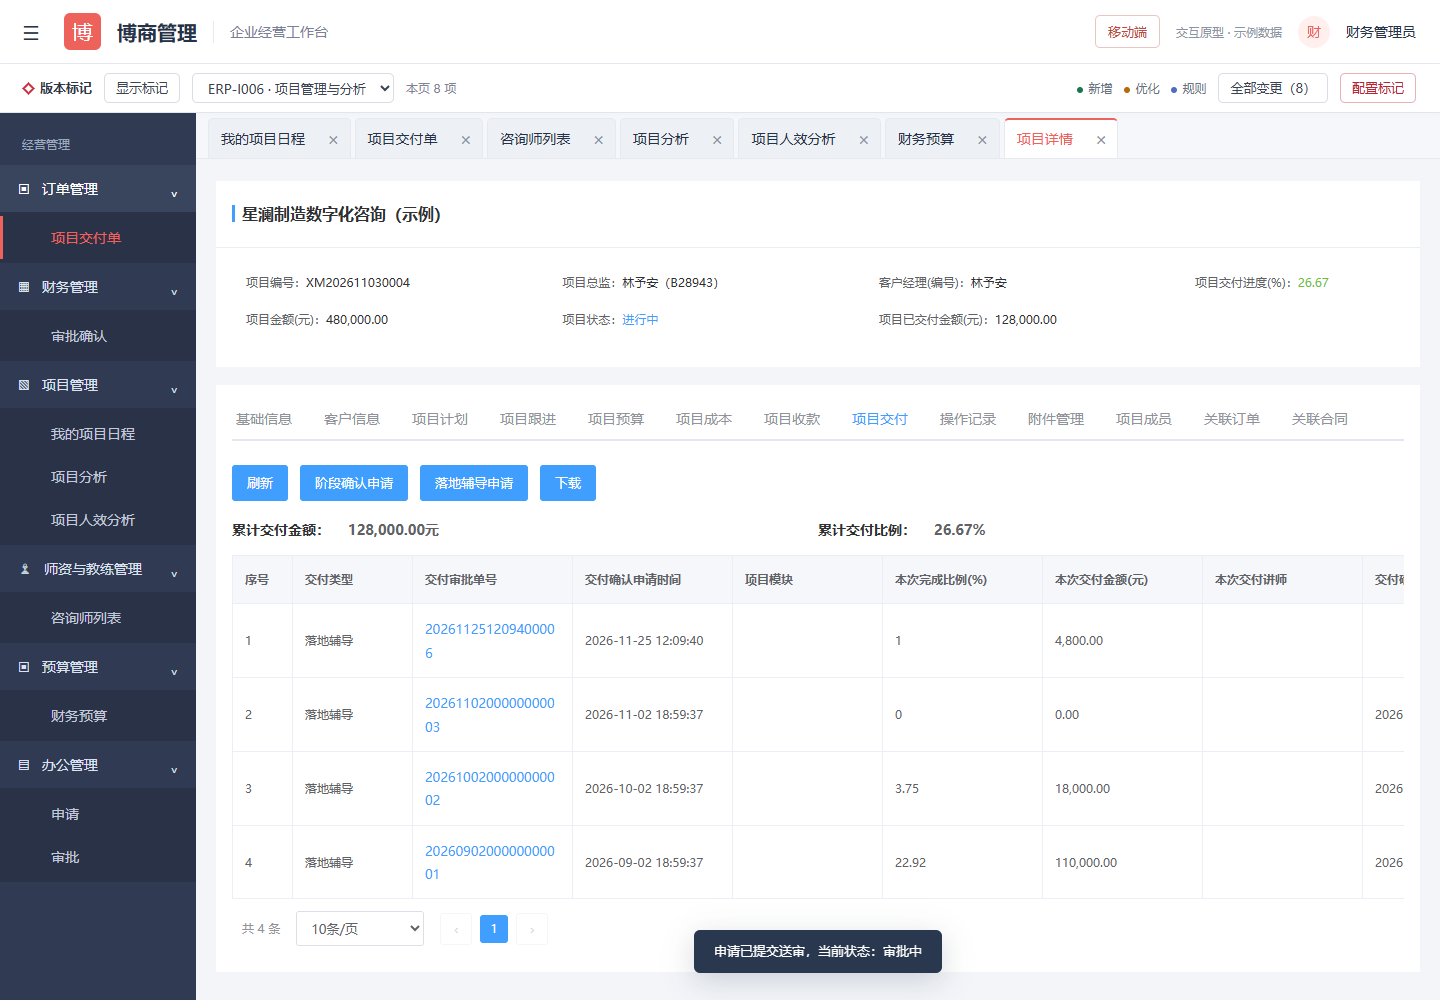 ☰ 博 博商管理 企业经营工作台 移动端 交互原型 · 示例数据 财 财务管理员
版本标记 显示标记 ERP-I006 · 项目管理与分析 本页 8 项 新增 优化 规则 全部变更（8） 配置标记
经营管理
订单管理
项目交付单
财务管理
审批确认
项目管理
我的项目日程
项目分析
项目人效分析
师资与教练管理
咨询师列表
预算管理
财务预算
办公管理
申请
审批
我的项目日程 × 项目交付单 × 咨询师列表 × 项目分析 × 项目人效分析 × 财务预算 × 项目详情 ×
星澜制造数字化咨询（示例）
项目编号：XM202611030004 项目总监：林予安（B28943） 客户经理(编号)：林予安 项目交付进度(%)：26.67
项目金额(元)：480,000.00 项目状态：进行中 项目已交付金额(元)：128,000.00
基础信息 客户信息 项目计划 项目跟进 项目预算 项目成本 项目收款 项目交付 操作记录 附件管理 项目成员 关联订单 关联合同
刷新 阶段确认申请 落地辅导申请 下载
累计交付金额： 128,000.00元 累计交付比例： 26.67%
序号 交付类型 交付审批单号 交付确认申请时间 项目模块 本次完成比例(%) 本次交付金额(元) 本次交付讲师 交付
1 落地辅导 202611251209400006 2026-11-25 12:09:40 1 4,800.00
2 落地辅导 202611020000000003 2026-11-02 18:59:37 0 0.00 2026
3 落地辅导 202610020000000002 2026-10-02 18:59:37 3.75 18,000.00 2026
4 落地辅导 202609020000000001 2026-09-02 18:59:37 22.92 110,000.00 2026
共 4 条 10条/页 ‹ 1 ›
申请已提交送审，当前状态：审批中